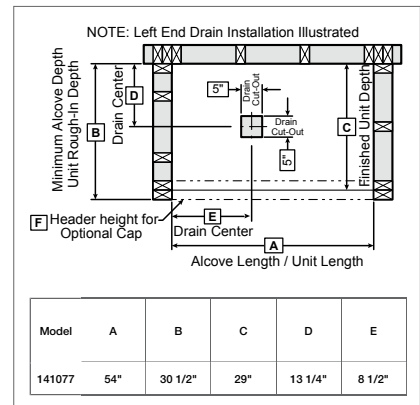 NOTE: Left End Drain Installation Illustrated
Minimum Alcove Depth
Unit Rough-In Depth
B
Drain Center
D
5"
Drain
Cut-Out
Drain
Cut-Out
5"
C
Finished Unit Depth
E
Drain Center
F Header height for
Optional Cap
A
Alcove Length / Unit Length
Model A B C D E
141077 54" 30 1/2" 29" 13 1/4" 8 1/2"